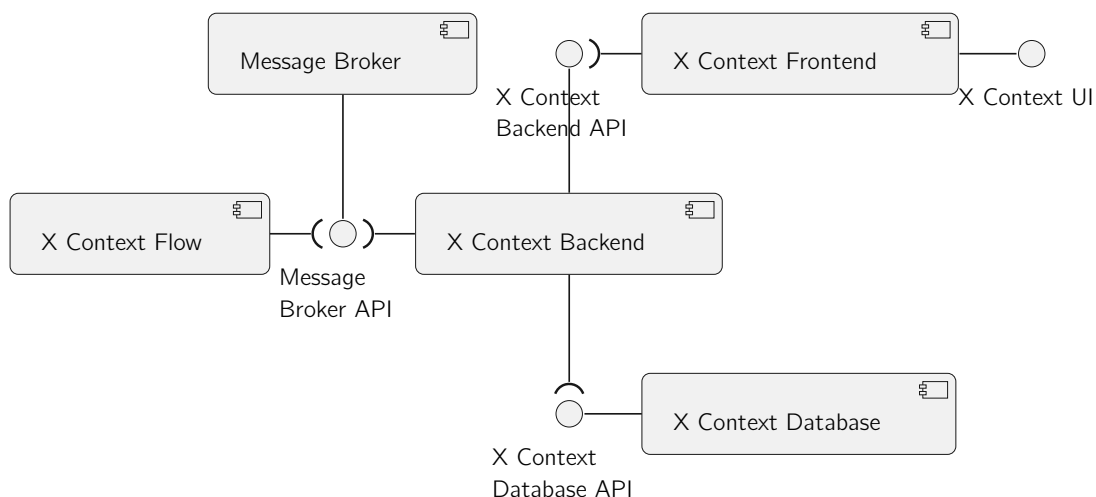 Message Broker
X Context Frontend
X Context
Backend API
X Context UI
X Context Flow
X Context Backend
Message
Broker API
X Context Database
X Context
Database API